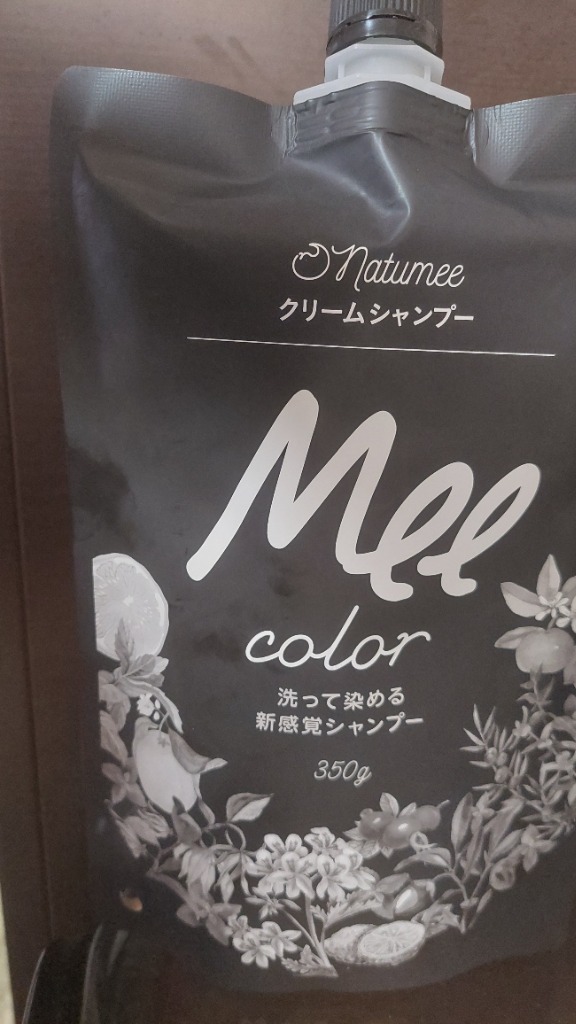 Natumee
クリームシャンプー
Mee
color
洗って染める
新感覚シャンプー
350g